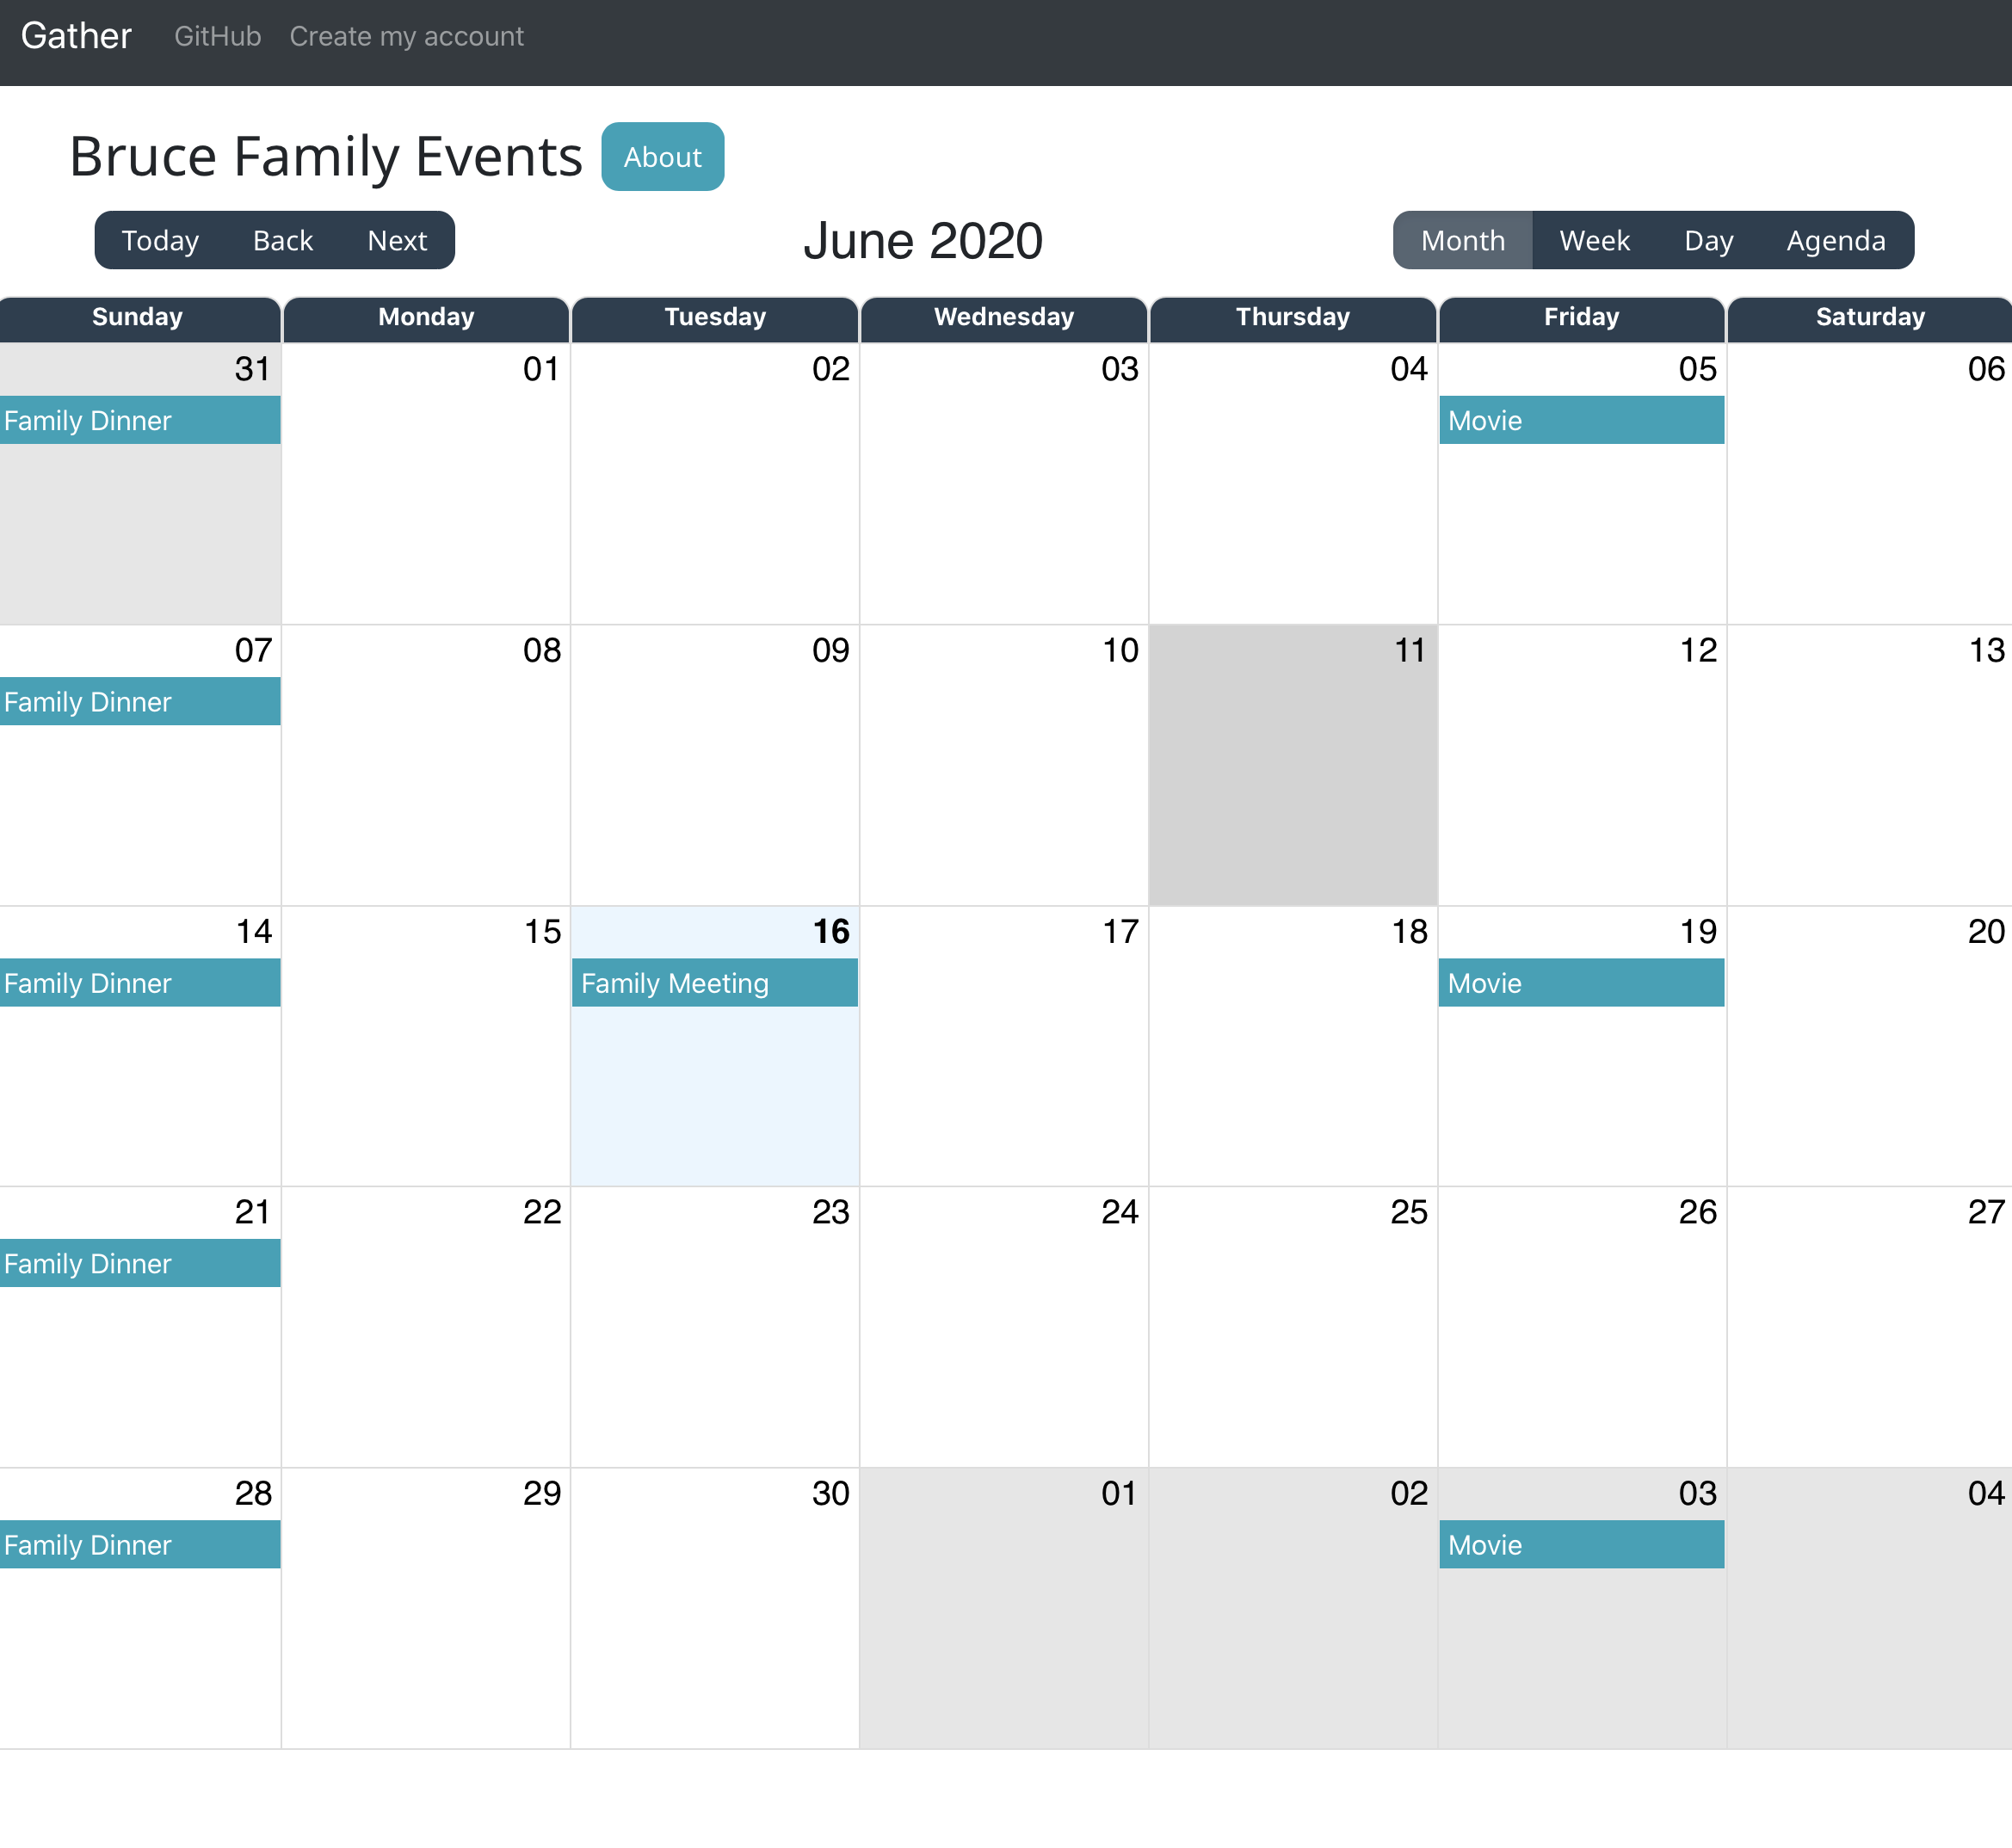 Gather GitHub Create my account
Bruce Family Events About
Today Back Next June 2020 Month Week Day Agenda
Sunday Monday Tuesday Wednesday Thursday Friday Saturday
31 01 02 03 04 05 06
Family Dinner Movie
07 08 09 10 11 12 13
Family Dinner
14 15 16 17 18 19 20
Family Dinner Family Meeting Movie
21 22 23 24 25 26 27
Family Dinner
28 29 30 01 02 03 04
Family Dinner Movie